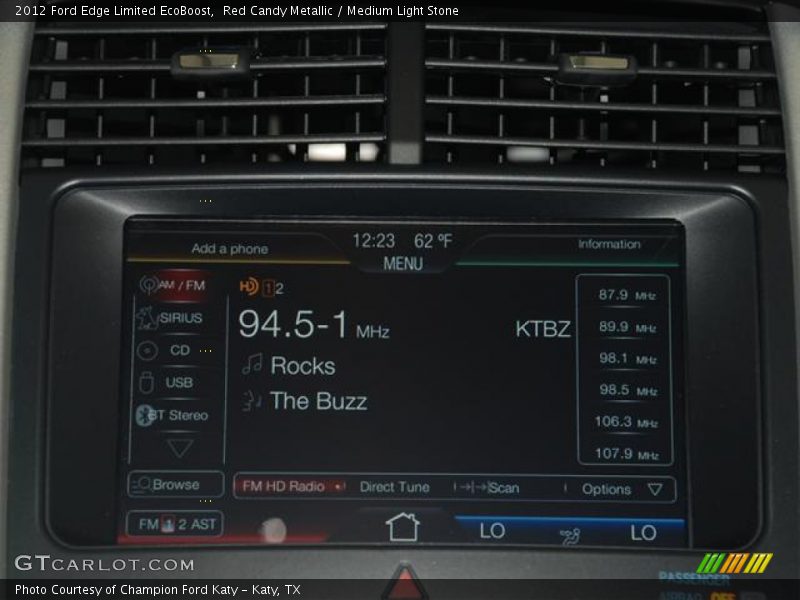 2012 Ford Edge Limited EcoBoost,  Red Candy Metallic / Medium Light Stone
12:23 62 ºF
Add a phone
MENU
Information
AM / FM
SIRIUS
CD
USB
BT Stereo
HD 1 2
94.5-1 MHz
KTBZ
Rocks
The Buzz
87.9 MHz
89.9 MHz
98.1 MHz
98.5 MHz
106.3 MHz
107.9 MHz
Browse
FM HD Radio
Direct Tune
Scan
Options
FM 1 2 AST
LO
LO
GTCARLOT.COM
PASSENGER
AIRBAG OFF
Photo Courtesy of Champion Ford Katy – Katy, TX